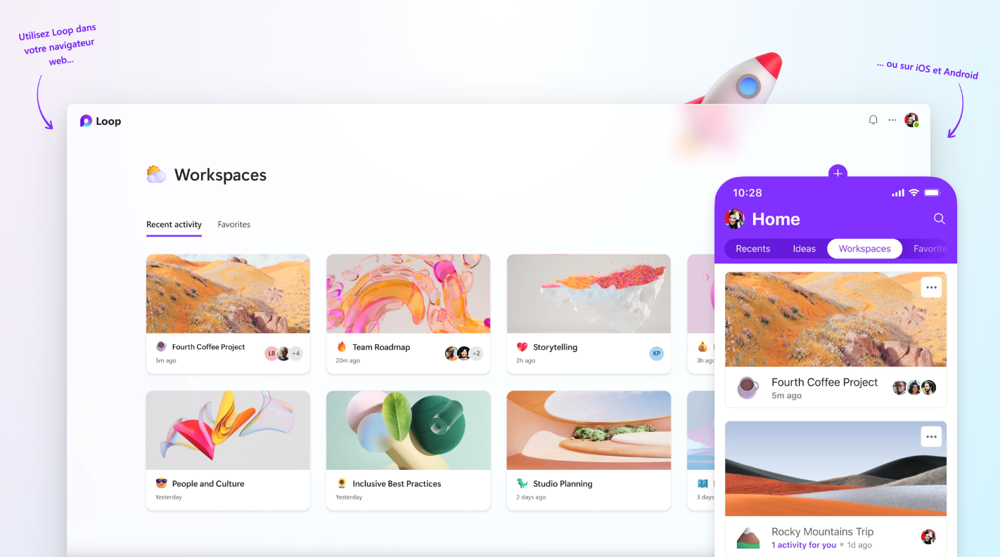 Utilisez Loop dans
votre navigateur
web...
... ou sur iOS et Android
Loop
Workspaces
Recent activity
Favorites
Fourth Coffee Project
5m ago
LB
+4
Team Roadmap
20m ago
+2
Storytelling
2h ago
KP
3h ago
People and Culture
Yesterday
Inclusive Best Practices
Yesterday
Studio Planning
2 days ago
3 days
10:28
Home
Recents
Ideas
Workspaces
Favorite
Fourth Coffee Project
5m ago
Rocky Mountains Trip
1 activity for you
1d ago